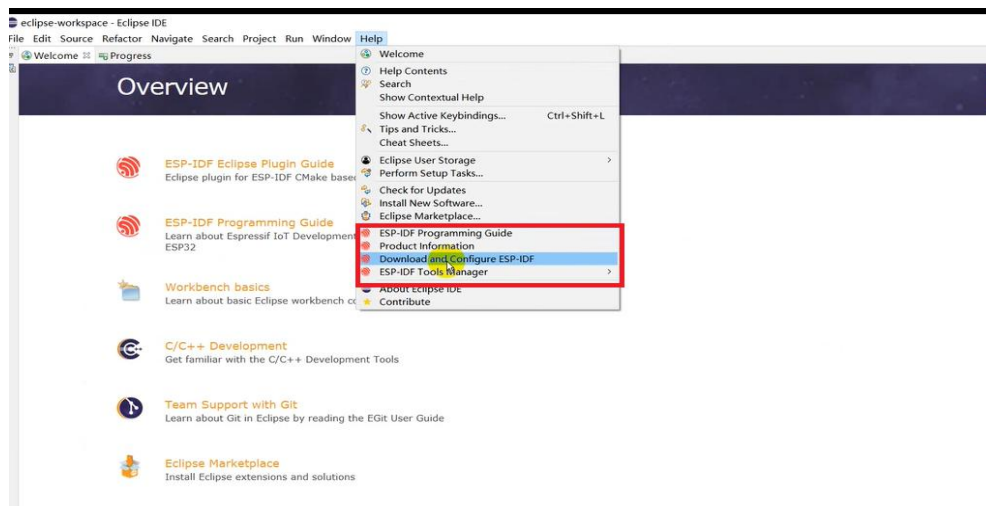 eclipse-workspace - Eclipse IDE
File Edit Source Refactor Navigate Search Project Run Window Help
Welcome Progress
Overview
Welcome
Help Contents
Search
Show Contextual Help
Show Active Keybindings... Ctrl+Shift+L
Tips and Tricks...
Cheat Sheets...
Eclipse User Storage
Perform Setup Tasks...
Check for Updates
Install New Software...
Eclipse Marketplace...
ESP-IDF Programming Guide
Product Information
Download and Configure ESP-IDF
ESP-IDF Tools Manager
About Eclipse IDE
Contribute
ESP-IDF Eclipse Plugin Guide
Eclipse plugin for ESP-IDF CMake
ESP-IDF Programming Guide
Learn about Espressif IoT Development
ESP32
Workbench basics
Learn about basic Eclipse workbench
C/C++ Development
Get familiar with the C/C++ Development Tools
Team Support with Git
Learn about Git in Eclipse by reading the EGit User Guide
Eclipse Marketplace
Install Eclipse extensions and solutions